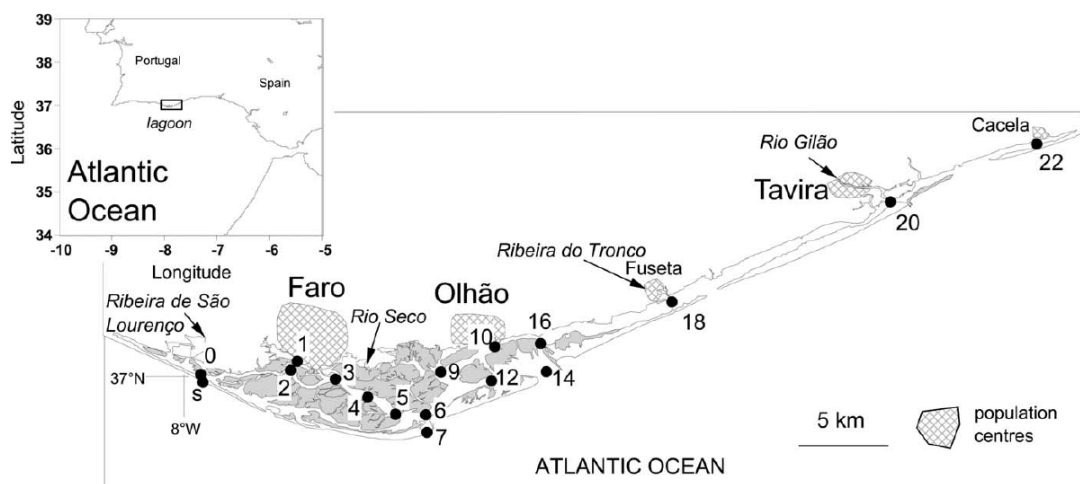 39
38
37
36
35
34
Latitude
Portugal
Spain
lagoon
Atlantic
Ocean
-10 -9 -8 -7 -6 -5
Longitude
Cacela
22
Rio Gilão
Tavira
20
Ribeira do Tronco
Fuseta
18
Ribeira de São
Lourenço
Faro
Olhão
Rio Seco
0
S
1
2
3
4
5
6
7
9
10
12
14
16
37°N
8°W
5 km
population
centres
ATLANTIC OCEAN